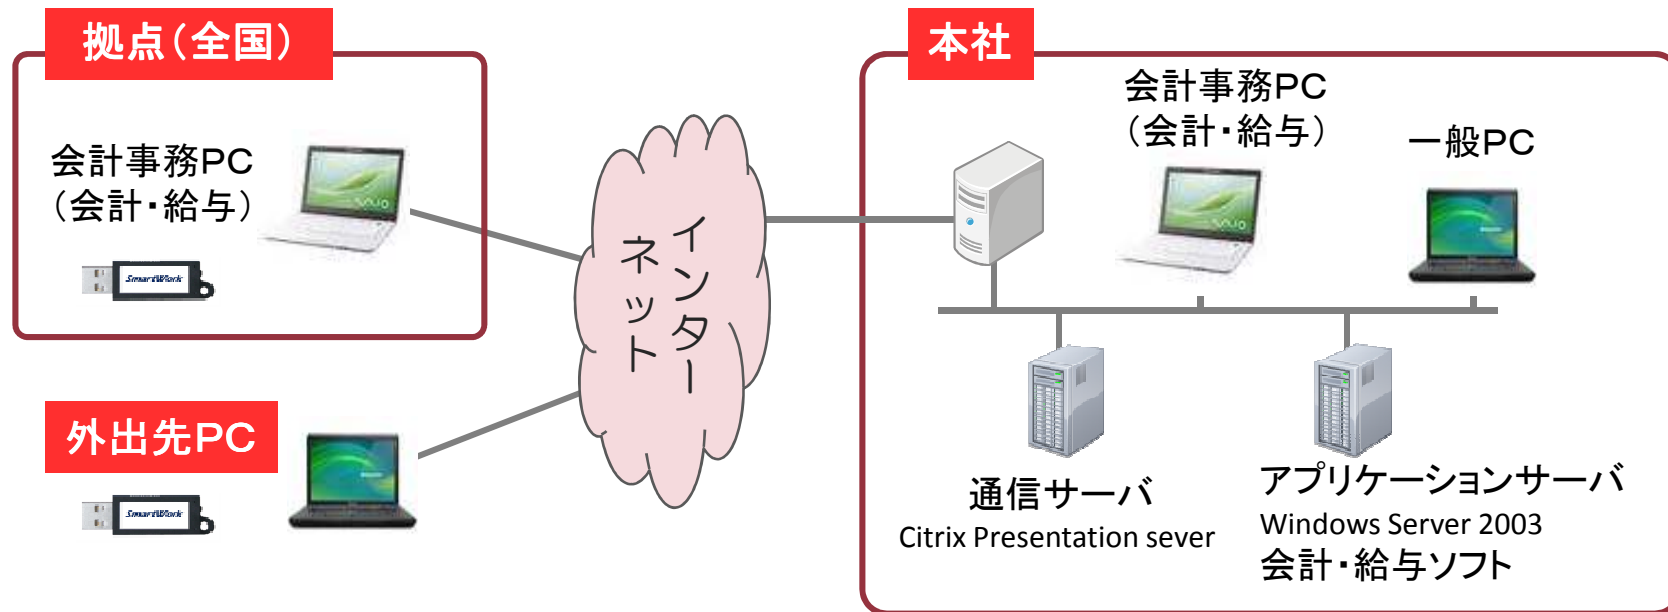 拠点（全国）
会計事務PC
（会計・給与）
SmartWork
外出先PC
SmartWork
インター
ネット
本社
会計事務PC
（会計・給与）
VAIO
一般PC
通信サーバ
Citrix Presentation sever
アプリケーションサーバ
Windows Server 2003
会計・給与ソフト